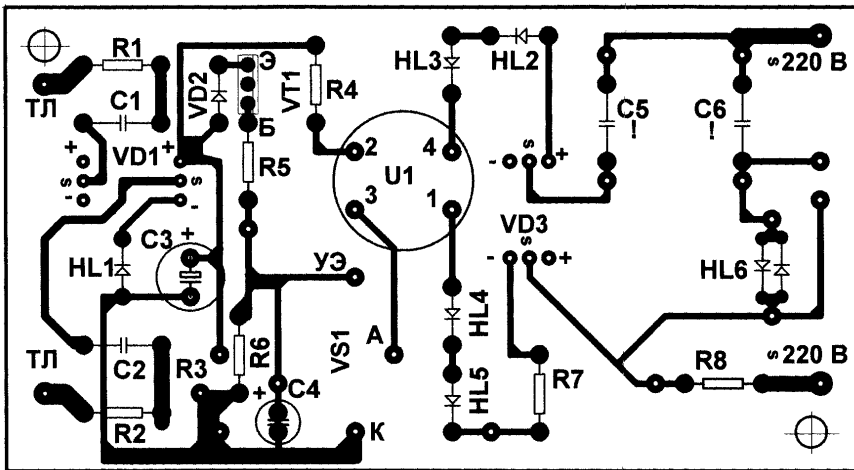 R1
ТЛ
C1
+
VD1
+
s
s
-
-
VD2
Э
Б
VT1
R4
R5
2
4
U1
3
1
HL3
HL2
C5
!
C6
!
s 220 В
-
s
+
VD3
-
s
+
C3
+
HL1
УЭ
HL4
HL6
ТЛ
C2
R3
R6
VS1
A
+
C4
HL5
R7
R8
s 220 В
R2
К